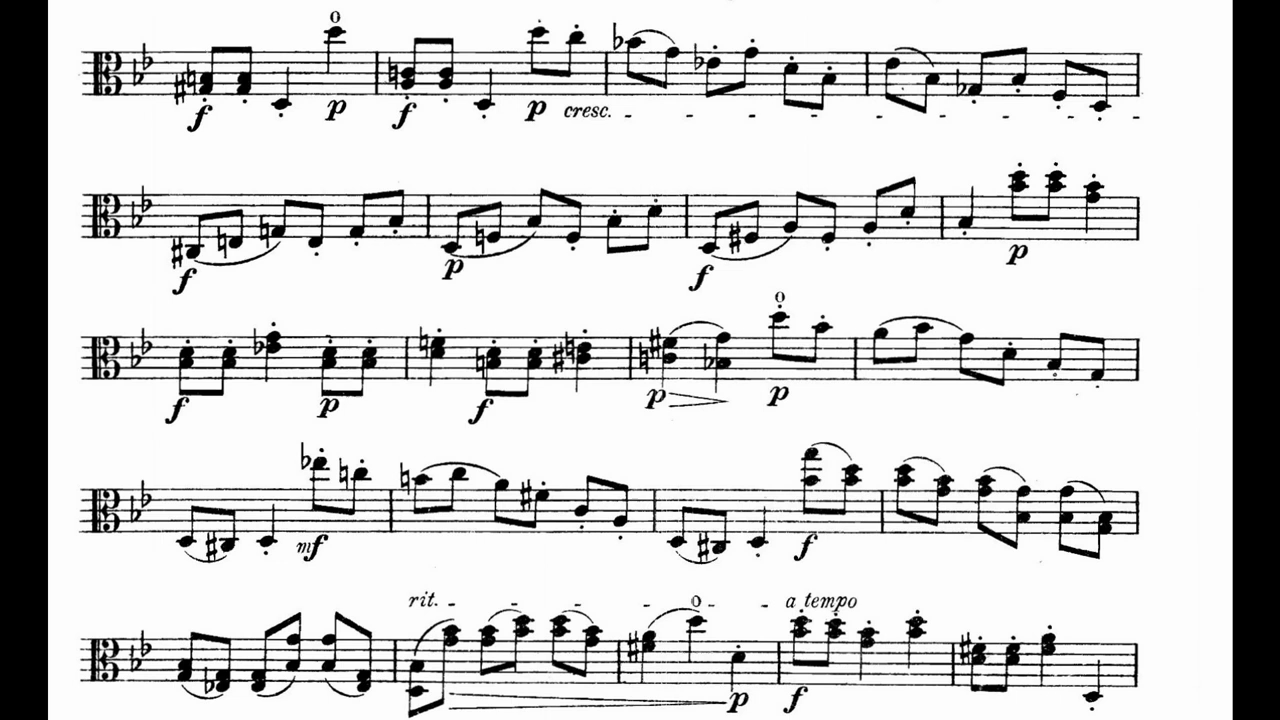 o
f p f p cresc.
f p f
p
o
f p f p p
mf f
rit. o a tempo
p f